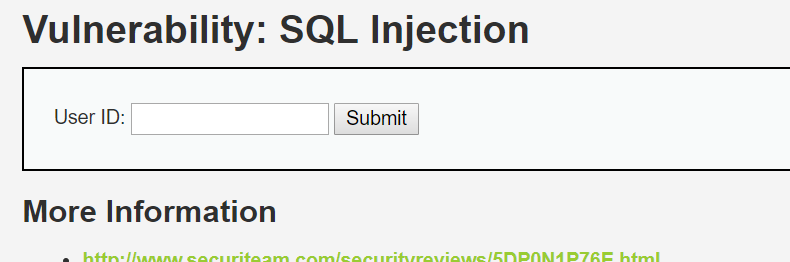 Vulnerability: SQL Injection
User ID: Submit
More Information
http://www.securiteam.com/securityreviews/5DP0N1P76E.html